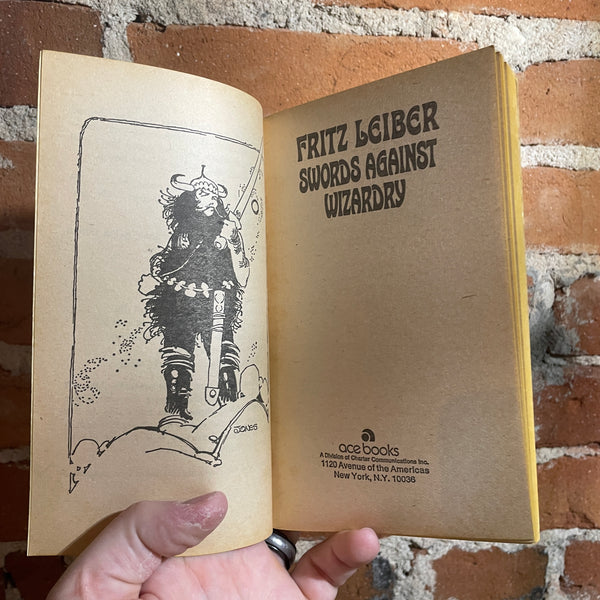 JONES
FRITZ LEIBER
SWORDS AGAINST
WIZARDRY
ace books
A Division of Charter Communications Inc.
1120 Avenue of the Americas
New York, N.Y. 10036